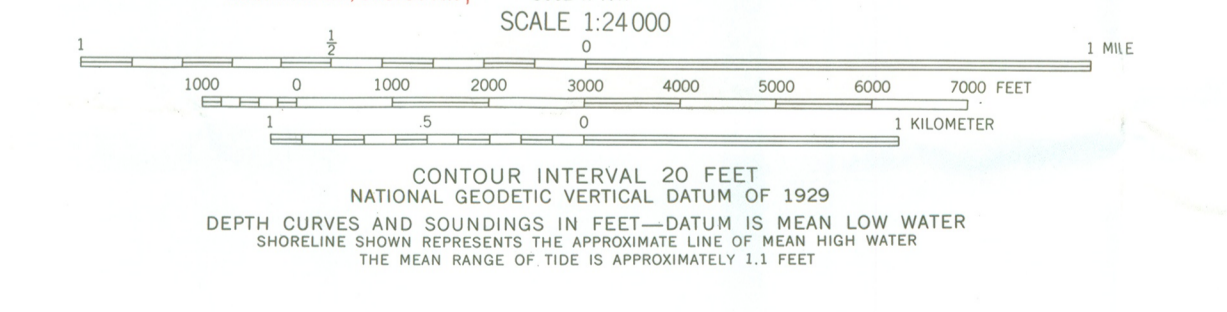 SCALE 1:24 000
1 1/2 0 1 MILE
1000 0 1000 2000 3000 4000 5000 6000 7000 FEET
1 .5 0 1 KILOMETER
CONTOUR INTERVAL 20 FEET
NATIONAL GEODETIC VERTICAL DATUM OF 1929
DEPTH CURVES AND SOUNDINGS IN FEET—DATUM IS MEAN LOW WATER
SHORELINE SHOWN REPRESENTS THE APPROXIMATE LINE OF MEAN HIGH WATER
THE MEAN RANGE OF TIDE IS APPROXIMATELY 1.1 FEET